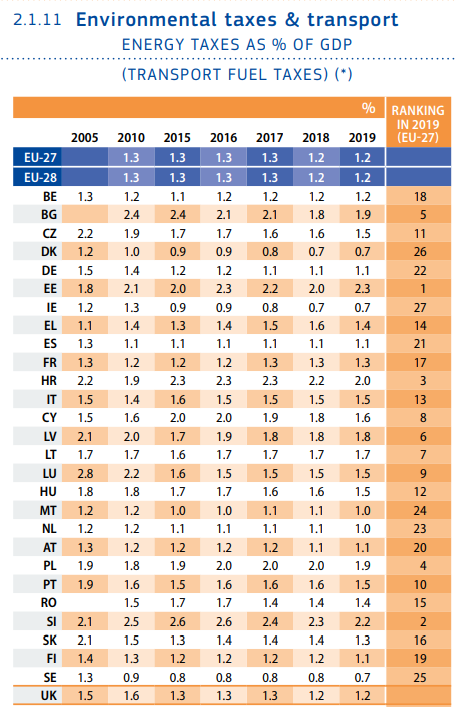 2.1.11 Environmental taxes & transport
ENERGY TAXES AS % OF GDP
(TRANSPORT FUEL TAXES) (*)
% RANKING IN 2019 (EU-27)
2005 2010 2015 2016 2017 2018 2019
EU-27 1.3 1.3 1.3 1.3 1.2 1.2
EU-28 1.3 1.3 1.3 1.3 1.2 1.2
BE 1.3 1.2 1.1 1.2 1.2 1.2 1.2 18
BG 2.4 2.4 2.1 2.1 1.8 1.9 5
CZ 2.2 1.9 1.7 1.7 1.6 1.6 1.5 11
DK 1.2 1.0 0.9 0.9 0.8 0.7 0.7 26
DE 1.5 1.4 1.2 1.2 1.1 1.1 1.1 22
EE 1.8 2.1 2.0 2.3 2.2 2.0 2.3 1
IE 1.2 1.3 0.9 0.9 0.8 0.7 0.7 27
EL 1.1 1.4 1.3 1.4 1.5 1.6 1.4 14
ES 1.3 1.1 1.1 1.1 1.1 1.1 1.1 21
FR 1.3 1.2 1.2 1.2 1.3 1.3 1.3 17
HR 2.2 1.9 2.3 2.3 2.3 2.2 2.0 3
IT 1.5 1.4 1.6 1.5 1.5 1.5 1.5 13
CY 1.5 1.6 2.0 2.0 1.9 1.8 1.6 8
LV 2.1 2.0 1.7 1.9 1.8 1.8 1.8 6
LT 1.7 1.7 1.6 1.7 1.7 1.7 1.7 7
LU 2.8 2.2 1.6 1.5 1.5 1.5 1.5 9
HU 1.8 1.8 1.7 1.7 1.6 1.6 1.5 12
MT 1.2 1.2 1.0 1.0 1.1 1.1 1.0 24
NL 1.2 1.2 1.1 1.1 1.1 1.1 1.0 23
AT 1.3 1.2 1.2 1.2 1.2 1.1 1.1 20
PL 1.9 1.8 1.9 2.0 2.0 2.0 1.9 4
PT 1.9 1.6 1.5 1.6 1.6 1.6 1.5 10
RO 1.5 1.7 1.7 1.4 1.4 1.4 15
SI 2.1 2.5 2.6 2.6 2.4 2.3 2.2 2
SK 2.1 1.5 1.3 1.4 1.4 1.4 1.3 16
FI 1.4 1.3 1.2 1.2 1.2 1.2 1.1 19
SE 1.3 0.9 0.8 0.8 0.8 0.8 0.7 25
UK 1.5 1.6 1.3 1.3 1.3 1.2 1.2